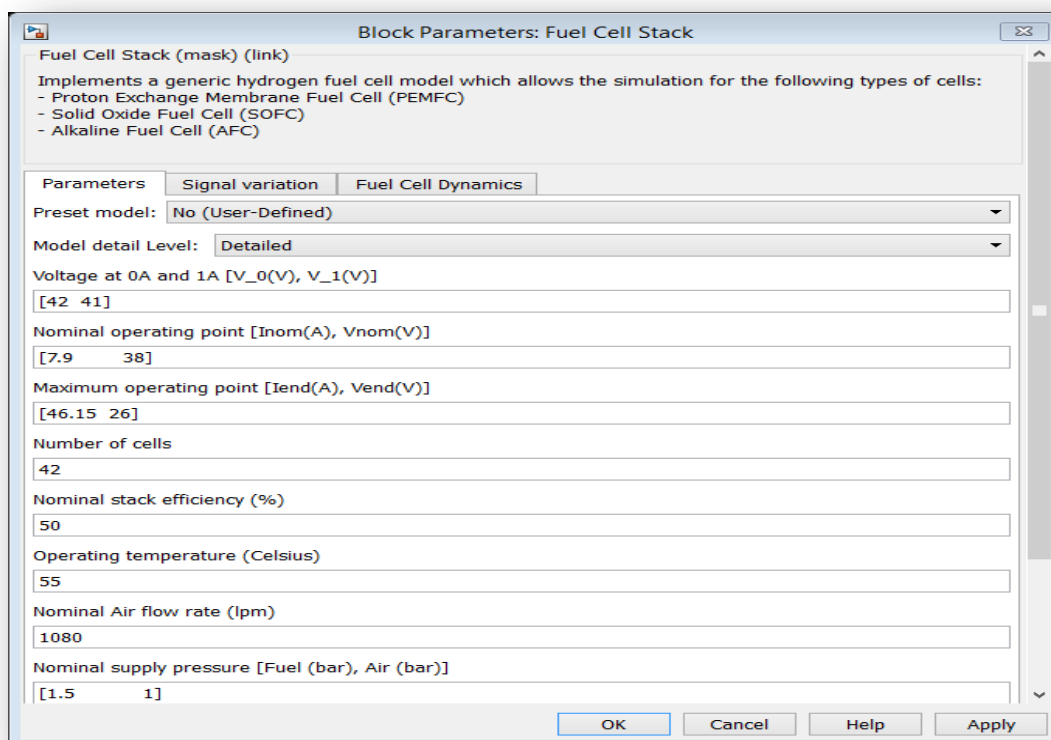 Block Parameters: Fuel Cell Stack
Fuel Cell Stack (mask) (link)
Implements a generic hydrogen fuel cell model which allows the simulation for the following types of cells:
- Proton Exchange Membrane Fuel Cell (PEMFC)
- Solid Oxide Fuel Cell (SOFC)
- Alkaline Fuel Cell (AFC)
Parameters Signal variation Fuel Cell Dynamics
Preset model: No (User-Defined)
Model detail Level: Detailed
Voltage at 0A and 1A [V_0(V), V_1(V)]
[42 41]
Nominal operating point [Inom(A), Vnom(V)]
[7.9 38]
Maximum operating point [Iend(A), Vend(V)]
[46.15 26]
Number of cells
42
Nominal stack efficiency (%)
50
Operating temperature (Celsius)
55
Nominal Air flow rate (lpm)
1080
Nominal supply pressure [Fuel (bar), Air (bar)]
[1.5 1]
OK Cancel Help Apply